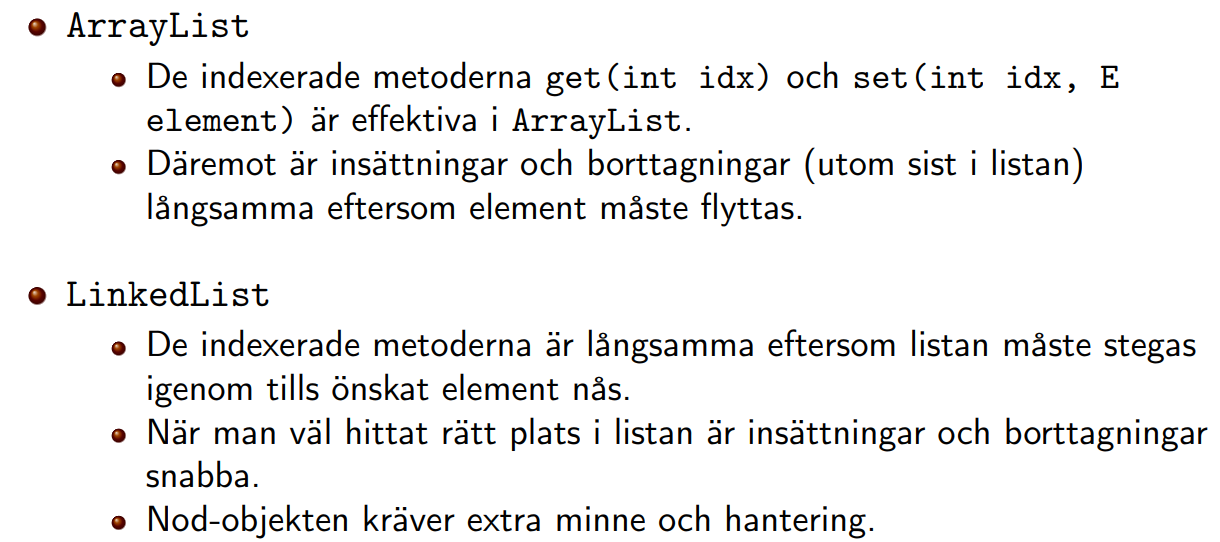 ArrayList
De indexerade metoderna get(int idx) och set(int idx, E
element) är effektiva i ArrayList.
Däremot är insättningar och borttagningar (utom sist i listan)
långsamma eftersom element måste flyttas.
LinkedList
De indexerade metoderna är långsamma eftersom listan måste stegas
igenom tills önskat element nås.
När man väl hittat rätt plats i listan är insättningar och borttagningar
snabba.
Nod-objekten kräver extra minne och hantering.